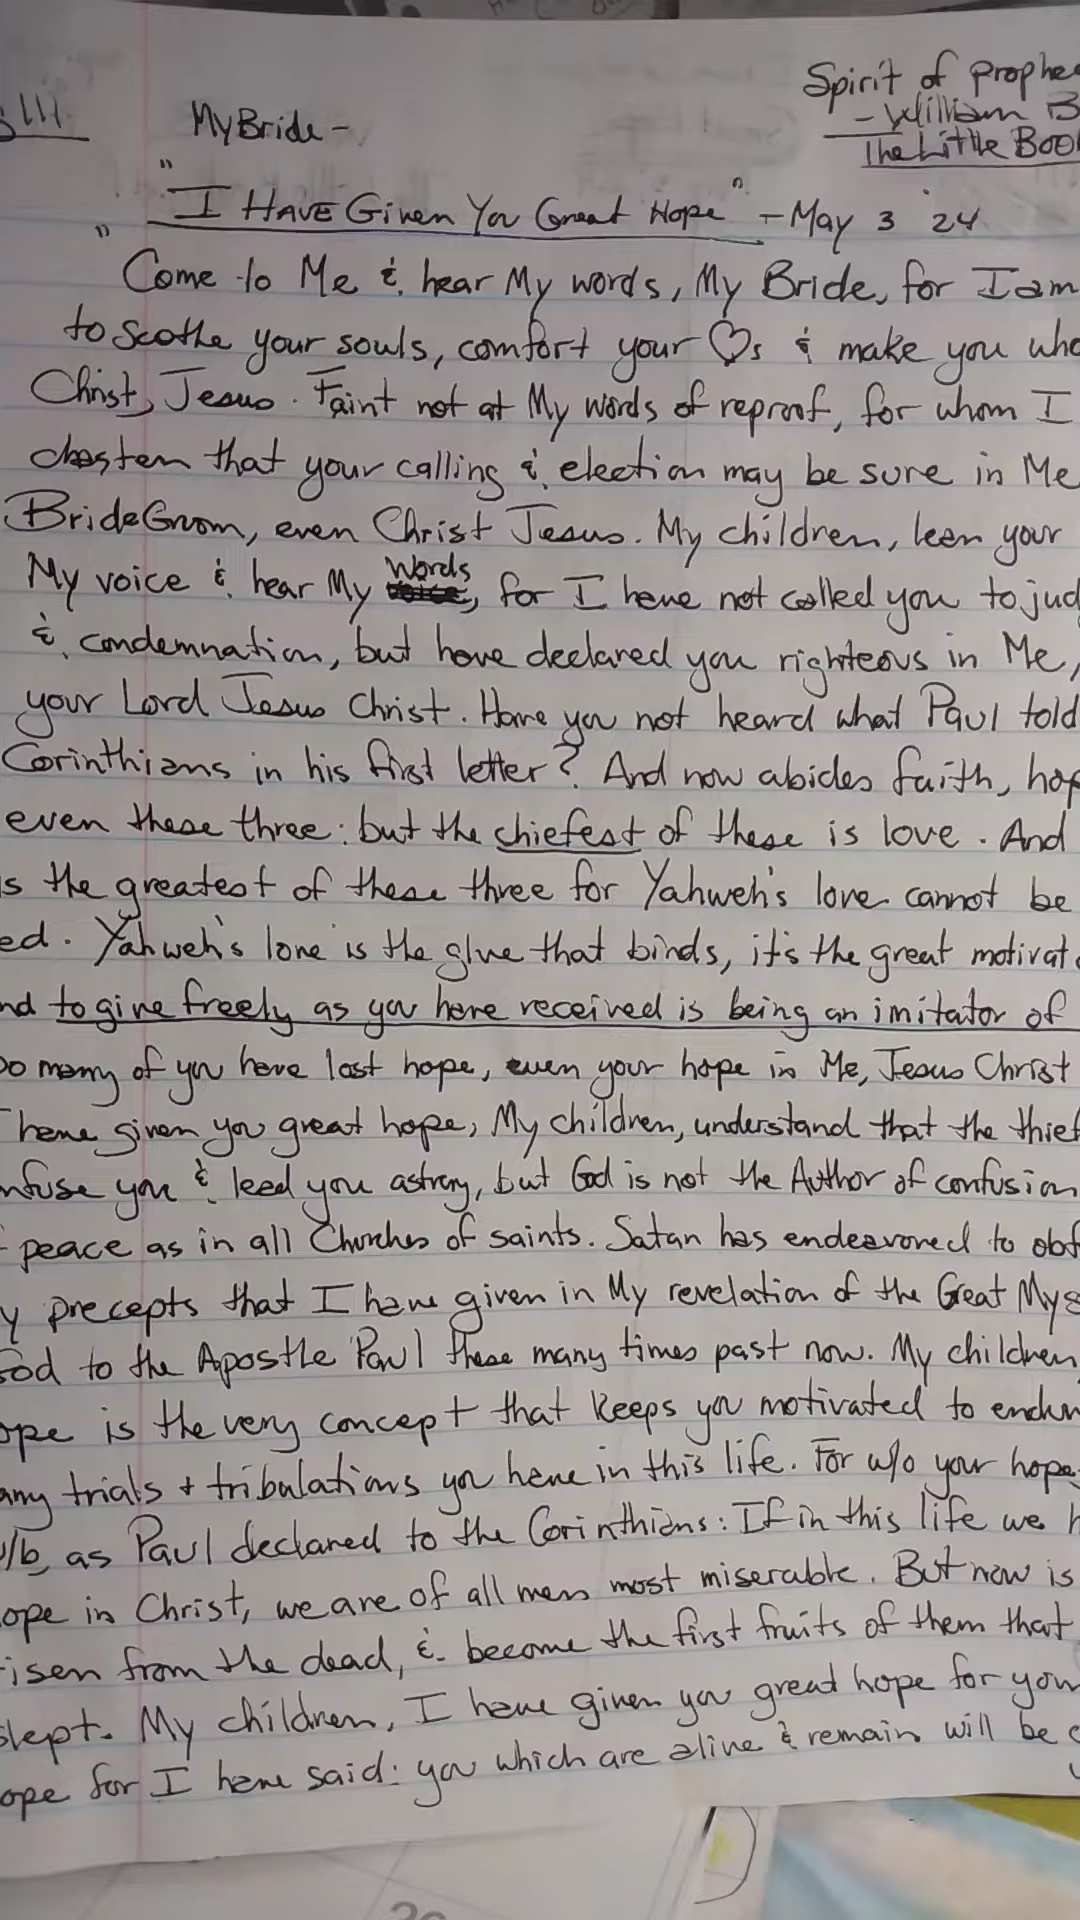 111
Spirit of Prophe
- William B
The Little Boo
My Bride -
"I HAVE Given You Great Hope" - May 3 '24
"Come to Me & hear My words, My Bride, for I am
to soothe your souls, comfort your ♡s & make you who
Christ, Jesus. Faint not at My words of reproof, for whom I
chasten that your calling & election may be sure in Me
BrideGroom, even Christ Jesus. My children, lean your
My voice & hear My Words, for I have not called you to jud
& condemnation, but have declared you righteous in Me,
your Lord Jesus Christ. Have you not heard what Paul told
Corinthians in his first letter? And now abides faith, hop
even these three: but the chiefest of these is love. And
s the greatest of these three for Yahweh's love cannot be
ed. Yahweh's love is the glue that binds, it's the great motivat
nd to give freely as you have received is being an imitator of
oo many of you have lost hope, even your hope in Me, Jesus Christ
have given you great hope, My children, understand that the thief
nfuse you & lead you astray, but God is not the Author of confusion
peace as in all Churches of saints. Satan has endeavored to obf
y precepts that I have given in My revelation of the Great Mys
God to the Apostle Paul these many times past now. My children
ope is the very concept that keeps you motivated to endu
any trials + tribulations you have in this life. For w/o your hope
/b as Paul declared to the Corinthians: If in this life we h
ope in Christ, we are of all men most miserable. But now is
isen from the dead, & become the first fruits of them that
slept. My children, I have given you great hope for you
ope for I have said: you which are alive & remain will be c